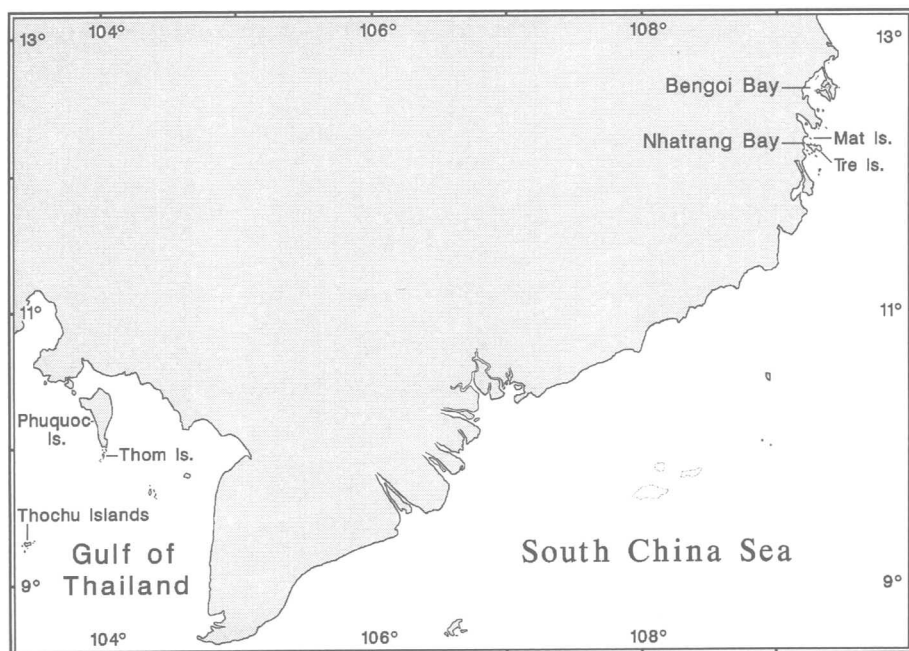 104°
106°
108°
13°
13°
Bengoi Bay
Nhatrang Bay
Mat Is.
Tre Is.
11°
11°
Phuquoc
Is.
Thom Is.
Thochu Islands
Gulf of
Thailand
South China Sea
9°
9°
104°
106°
108°